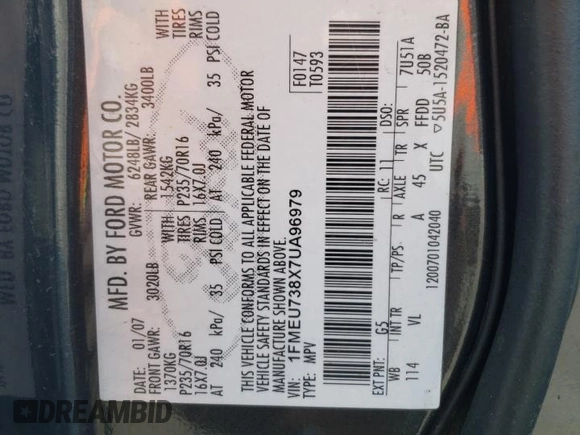 MFD. BY FORD MOTOR CO.
DATE: 01/07 GVWR: 6248LB/ 2834KG
FRONT GAWR: 3020LB REAR GAWR: 3400LB
1370KG WITH 1542KG WITH
P235/70R16 TIRES P235/70R16 TIRES
16X7.0J RIMS 16X7.0J RIMS
AT 240 kPa/ 35 PSI COLD AT 240 kPa/ 35 PSI COLD
THIS VEHICLE CONFORMS TO ALL APPLICABLE FEDERAL MOTOR
VEHICLE SAFETY STANDARDS IN EFFECT ON THE DATE OF
MANUFACTURE SHOWN ABOVE.
VIN: 1FMEU738X7UA96979
TYPE: MPV
F0147
T0593
EXT PNT: G5 RC: 11 DSO:
WB INT TR TP/PS R AXLE TR SPR 7U51A
114 VL A 45 X FFDD 50B
1200701042040 UTC ▽5U5A-1520472-BA
DREAMBID